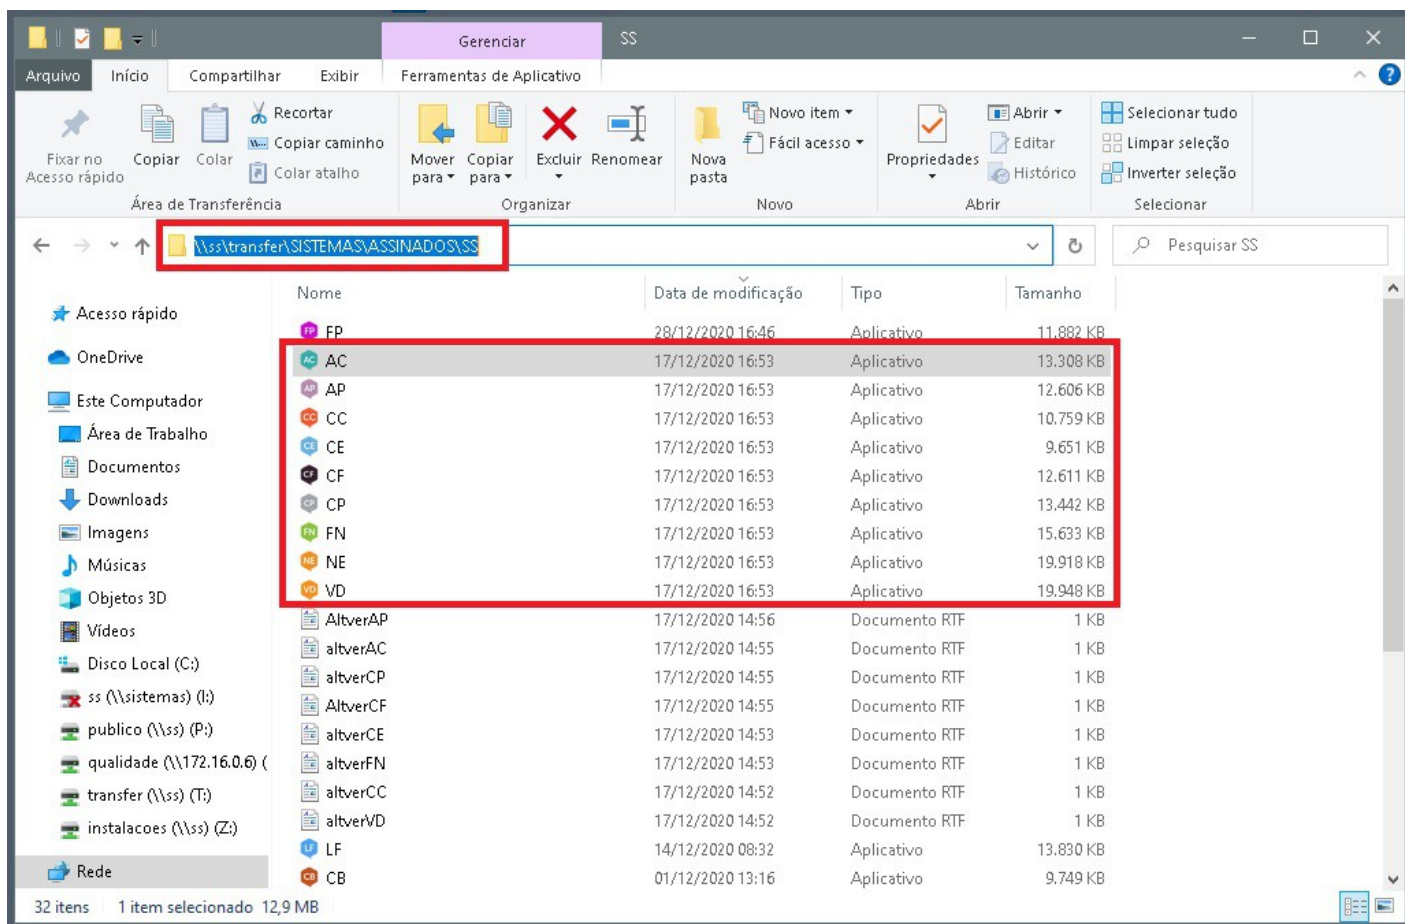 Gerenciar SS
Arquivo Início Compartilhar Exibir Ferramentas de Aplicativo
Fixar no Acesso rápido
Copiar
Colar
Recortar
Copiar caminho
Colar atalho
Área de Transferência
Mover para
Copiar para
Excluir
Renomear
Organizar
Nova pasta
Novo item
Fácil acesso
Novo
Propriedades
Abrir
Editar
Histórico
Abrir
Selecionar tudo
Limpar seleção
Inverter seleção
Selecionar
\\ss\transfer\SISTEMAS\ASSINADOS\SS
Pesquisar SS
Acesso rápido
OneDrive
Este Computador
Área de Trabalho
Documentos
Downloads
Imagens
Músicas
Objetos 3D
Vídeos
Disco Local (C:)
ss (\\sistemas) (I:)
publico (\\ss) (P:)
qualidade (\\172.16.0.6) (
transfer (\\ss) (T:)
instalacoes (\\ss) (Z:)
Rede
Nome Data de modificação Tipo Tamanho
FP FP 28/12/2020 16:46 Aplicativo 11.882 KB
AC AC 17/12/2020 16:53 Aplicativo 13.308 KB
AP AP 17/12/2020 16:53 Aplicativo 12.606 KB
CC CC 17/12/2020 16:53 Aplicativo 10.759 KB
CE CE 17/12/2020 16:53 Aplicativo 9.651 KB
CF CF 17/12/2020 16:53 Aplicativo 12.611 KB
CP CP 17/12/2020 16:53 Aplicativo 13.442 KB
FN FN 17/12/2020 16:53 Aplicativo 15.633 KB
NE NE 17/12/2020 16:53 Aplicativo 19.918 KB
VD VD 17/12/2020 16:53 Aplicativo 19.948 KB
AltverAP 17/12/2020 14:56 Documento RTF 1 KB
altverAC 17/12/2020 14:55 Documento RTF 1 KB
altverCP 17/12/2020 14:55 Documento RTF 1 KB
AltverCF 17/12/2020 14:55 Documento RTF 1 KB
altverCE 17/12/2020 14:53 Documento RTF 1 KB
altverFN 17/12/2020 14:53 Documento RTF 1 KB
altverCC 17/12/2020 14:52 Documento RTF 1 KB
altverVD 17/12/2020 14:52 Documento RTF 1 KB
LF LF 14/12/2020 08:32 Aplicativo 13.830 KB
CB CB 01/12/2020 13:16 Aplicativo 9.749 KB
32 itens 1 item selecionado 12,9 MB